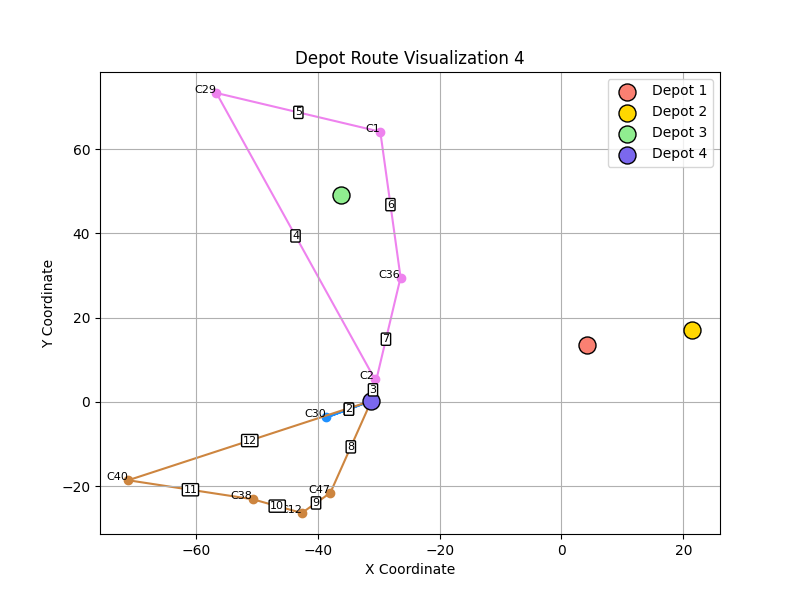 Depot Route Visualization 4
Depot 1
Depot 2
Depot 3
Depot 4
C29
5
C1
6
4
C36
7
C2
3
C30
2
12
8
C40
11
C38
C47
10
C12
9
60
40
20
0
−20
−60
−40
−20
0
20
X Coordinate
Y Coordinate